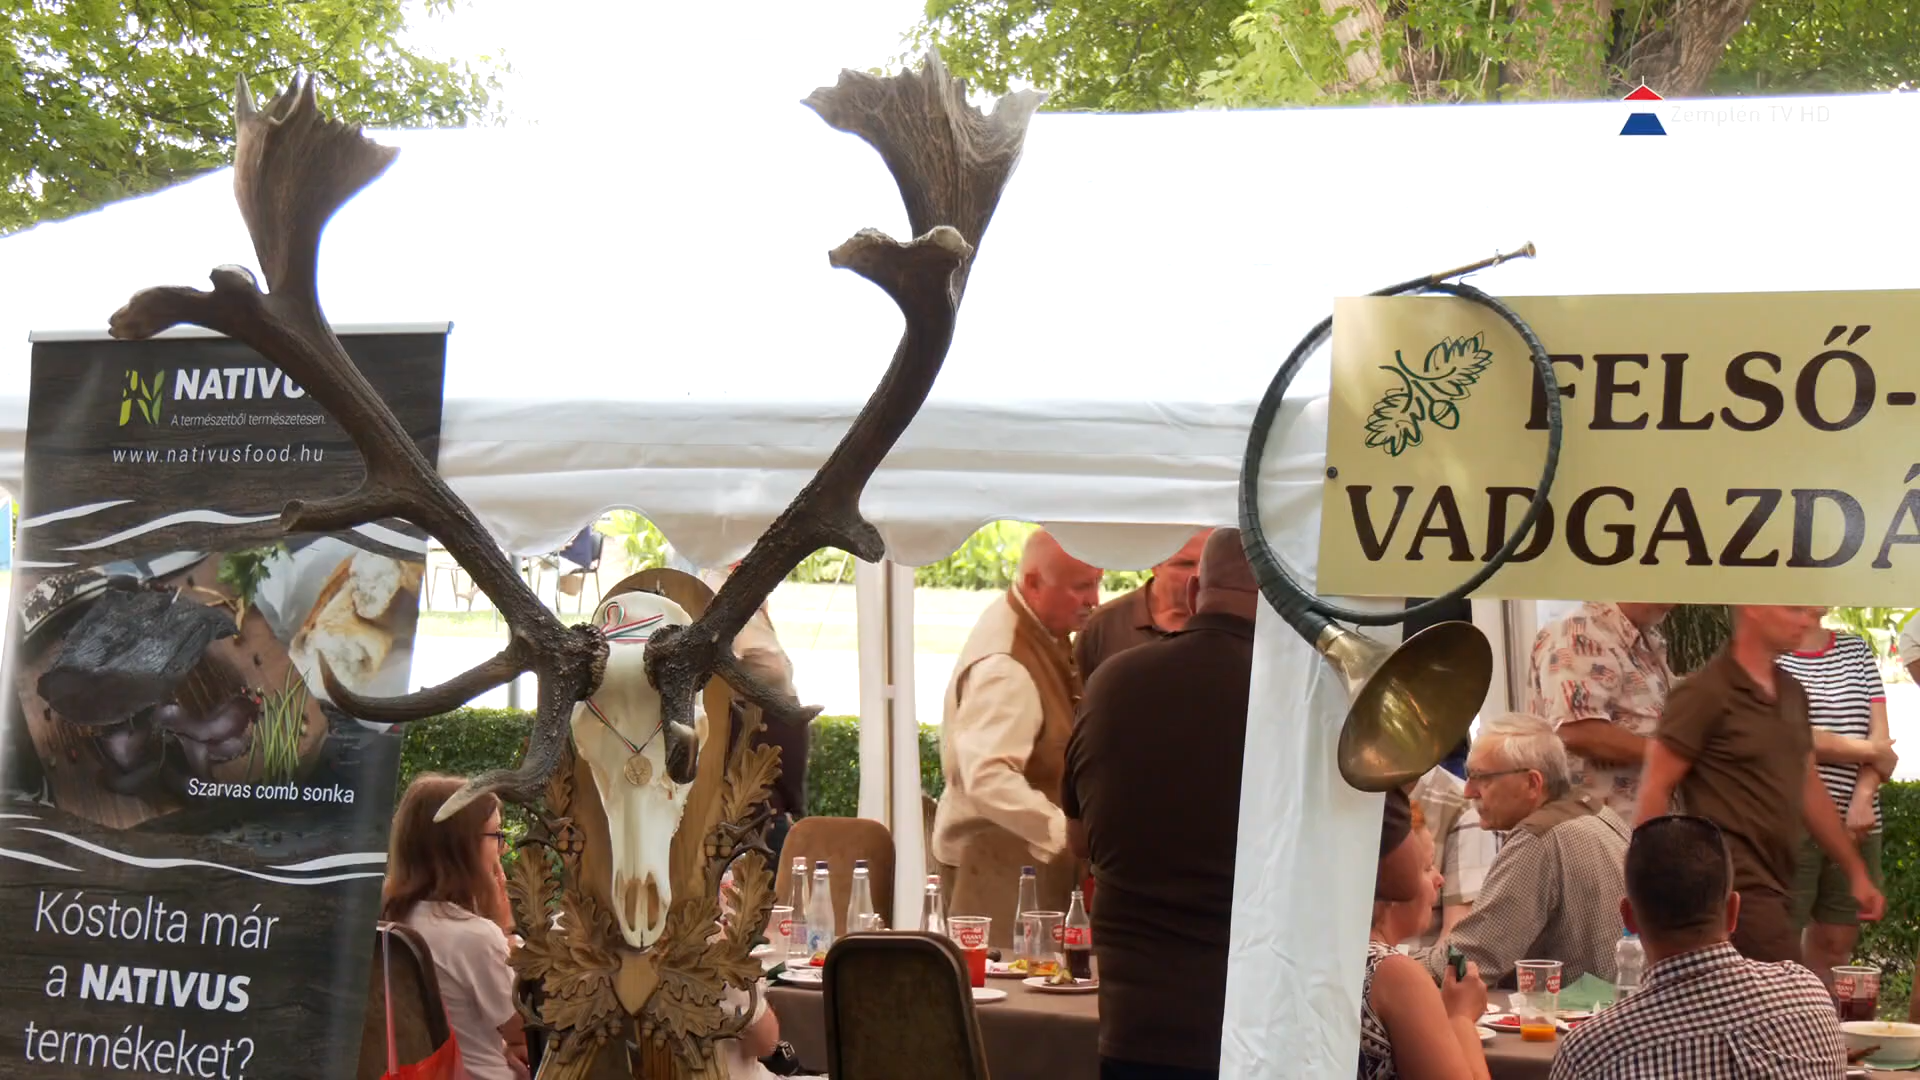 Zemplén TV HD
NATIVU
A természetből természetesen.
www.nativusfood.hu
Szarvas comb sonka
Kóstolta már
a NATIVUS
termékeket?
FELSŐ-
VADGAZDÁ